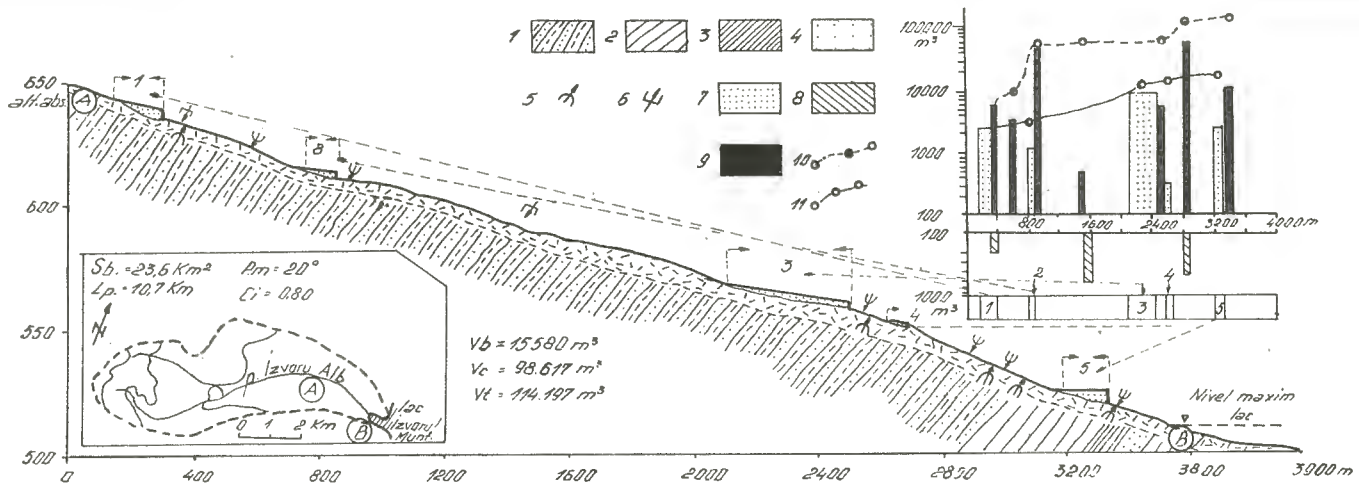 1 2 3 4
5 6 7 8
9 10
11
650
alt. abs.
600
550
500
A
1
8
3
4
5
Nivel maxim
lac
B
0 400 800 1200 1600 2000 2400 2800 3200 3800 3900 m
Sb. = 23,6 Km² Pm = 20°
Lp. = 10,7 Km Ci = 0.80
N
Izvoru Alb
A
0 1 2 Km
lac
Izvorul
Munt.
B
Vb = 15580 m³
Vc = 98.617 m³
Vt = 114.197 m³
100000
m³
10000
1000
100
800 1600 2400 3200 4000 m
100
1000
m³
2 4
1 3 5